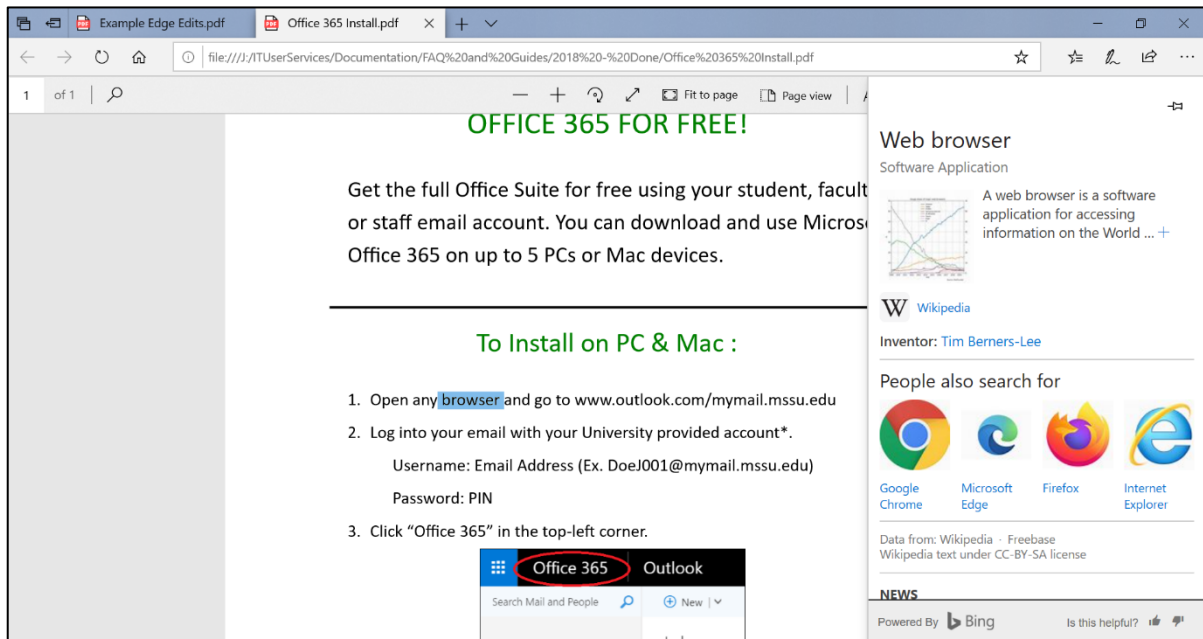 Example Edge Edits.pdf
Office 365 Install.pdf
file:///J:/ITUserServices/Documentation/FAQ%20and%20Guides/2018%20-%20Done/Office%20365%20Install.pdf
1 of 1
Fit to page
Page view
OFFICE 365 FOR FREE!
Get the full Office Suite for free using your student, facult
or staff email account. You can download and use Micros
Office 365 on up to 5 PCs or Mac devices.
To Install on PC & Mac :
1. Open any browser and go to www.outlook.com/mymail.mssu.edu
2. Log into your email with your University provided account*.
Username: Email Address (Ex. DoeJ001@mymail.mssu.edu)
Password: PIN
3. Click “Office 365” in the top-left corner.
Office 365
Outlook
Search Mail and People
New
Web browser
Software Application
A web browser is a software
application for accessing
information on the World ... +
W Wikipedia
Inventor: Tim Berners-Lee
People also search for
Google
Chrome
Microsoft
Edge
Firefox
Internet
Explorer
Data from: Wikipedia · Freebase
Wikipedia text under CC-BY-SA license
NEWS
Powered By Bing
Is this helpful?